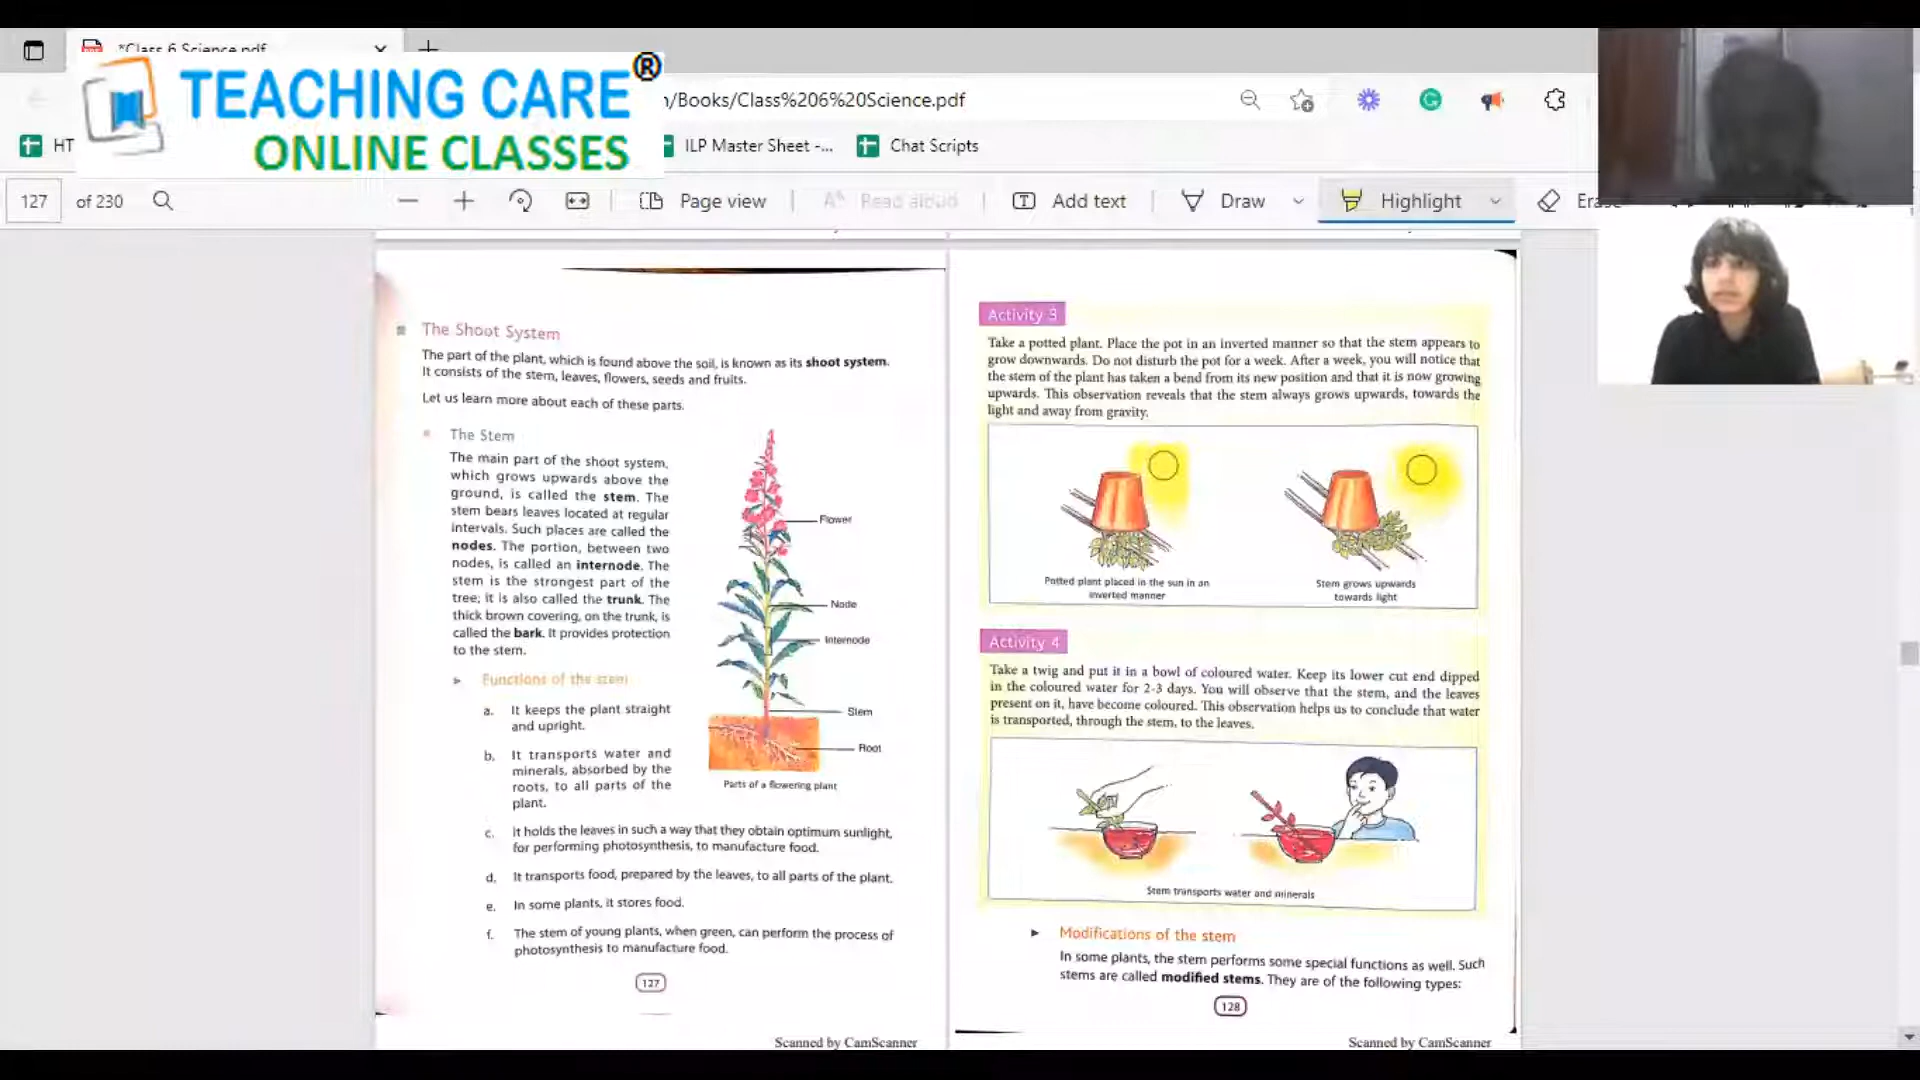 *Class 6 Science.pdf
TEACHING CARE®
ONLINE CLASSES
/Books/Class%206%20Science.pdf
HT
ILP Master Sheet -...
Chat Scripts
127 of 230
Page view
Read aloud
Add text
Draw
Highlight
The Shoot System
The part of the plant, which is found above the soil, is known as its shoot system.
It consists of the stem, leaves, flowers, seeds and fruits.
Let us learn more about each of these parts.
The Stem
The main part of the shoot system,
which grows upwards above the
ground, is called the stem. The
stem bears leaves located at regular
intervals. Such places are called the
nodes. The portion, between two
nodes, is called an internode. The
stem is the strongest part of the
tree; it is also called the trunk. The
thick brown covering, on the trunk, is
called the bark. It provides protection
to the stem.
Functions of the stem
a. It keeps the plant straight
and upright.
b. It transports water and
minerals, absorbed by the
roots, to all parts of the
plant.
c. It holds the leaves in such a way that they obtain optimum sunlight,
for performing photosynthesis, to manufacture food.
d. It transports food, prepared by the leaves, to all parts of the plant.
e. In some plants, it stores food.
f. The stem of young plants, when green, can perform the process of
photosynthesis to manufacture food.
Flower
Node
Internode
Stem
Root
Parts of a flowering plant
127
Scanned by CamScanner
Activity 3
Take a potted plant. Place the pot in an inverted manner so that the stem appears to
grow downwards. Do not disturb the pot for a week. After a week, you will notice that
the stem of the plant has taken a bend from its new position and that it is now growing
upwards. This observation reveals that the stem always grows upwards, towards the
light and away from gravity.
Potted plant placed in the sun in an
inverted manner
Stem grows upwards
towards light
Activity 4
Take a twig and put it in a bowl of coloured water. Keep its lower cut end dipped
in the coloured water for 2-3 days. You will observe that the stem, and the leaves
present on it, have become coloured. This observation helps us to conclude that water
is transported, through the stem, to the leaves.
Stem transports water and minerals
Modifications of the stem
In some plants, the stem performs some special functions as well. Such
stems are called modified stems. They are of the following types:
128
Scanned by CamScanner